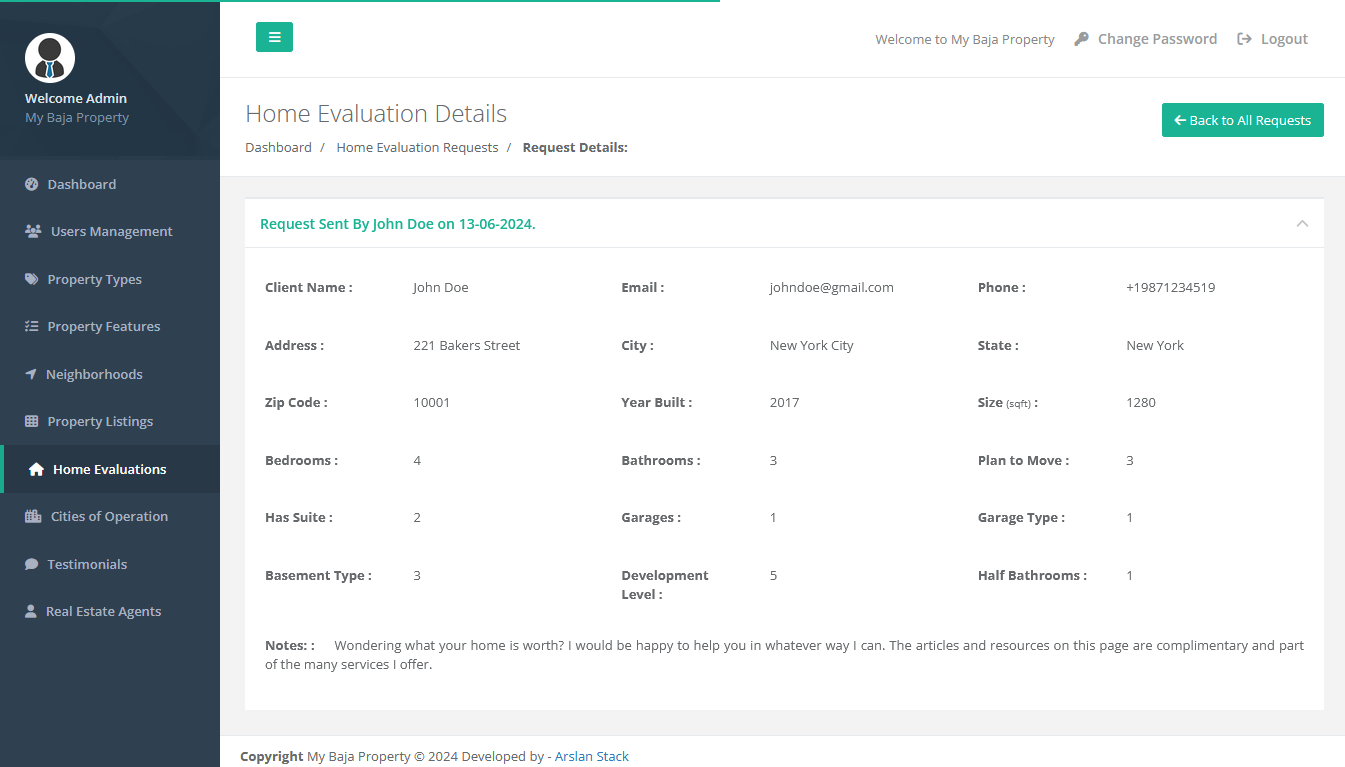 Welcome Admin
My Baja Property
Dashboard
Users Management
Property Types
Property Features
Neighborhoods
Property Listings
Home Evaluations
Cities of Operation
Testimonials
Real Estate Agents
Welcome to My Baja Property Change Password Logout
Home Evaluation Details
Back to All Requests
Dashboard / Home Evaluation Requests / Request Details:
Request Sent By John Doe on 13-06-2024.
Client Name : John Doe Email : johndoe@gmail.com Phone : +19871234519
Address : 221 Bakers Street City : New York City State : New York
Zip Code : 10001 Year Built : 2017 Size (sqft) : 1280
Bedrooms : 4 Bathrooms : 3 Plan to Move : 3
Has Suite : 2 Garages : 1 Garage Type : 1
Basement Type : 3 Development Level : 5 Half Bathrooms : 1
Notes: : Wondering what your home is worth? I would be happy to help you in whatever way I can. The articles and resources on this page are complimentary and part
of the many services I offer.
Copyright My Baja Property © 2024 Developed by - Arslan Stack